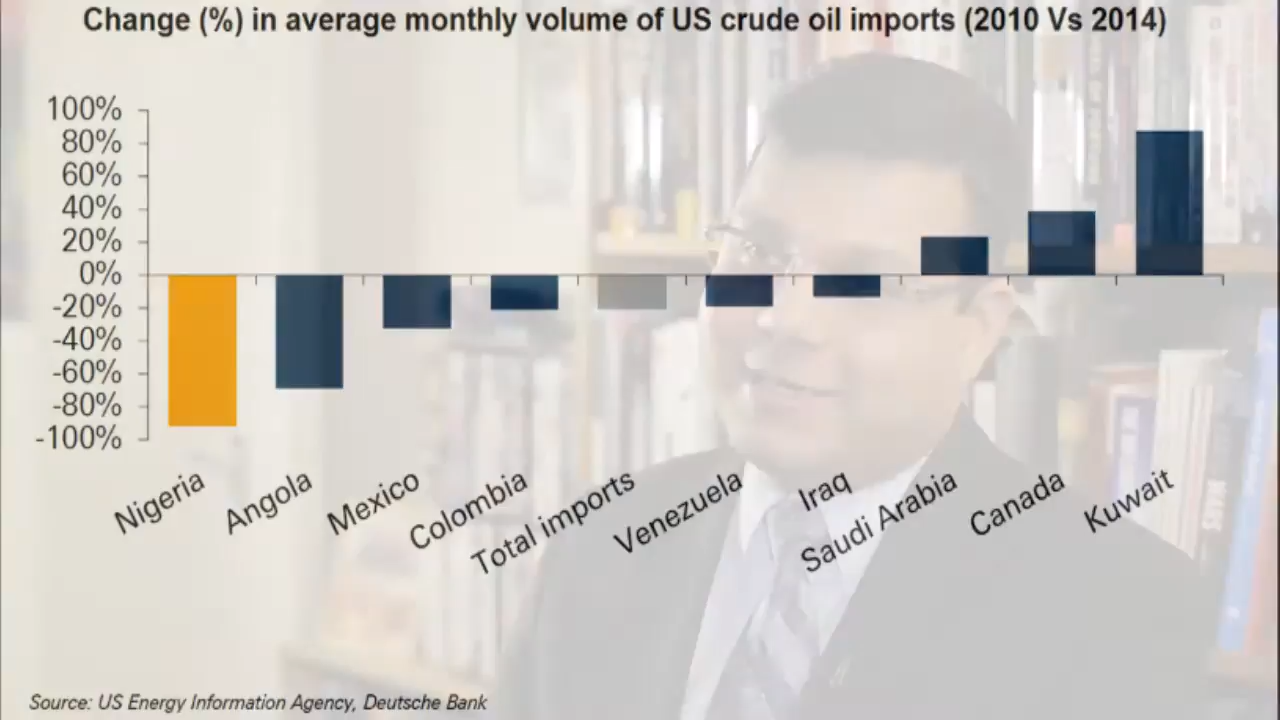 Change (%) in average monthly volume of US crude oil imports (2010 Vs 2014)
100%
80%
60%
40%
20%
0%
-20%
-40%
-60%
-80%
-100%
Nigeria
Angola
Mexico
Colombia
Total imports
Venezuela
Iraq
Saudi Arabia
Canada
Kuwait
Source: US Energy Information Agency, Deutsche Bank